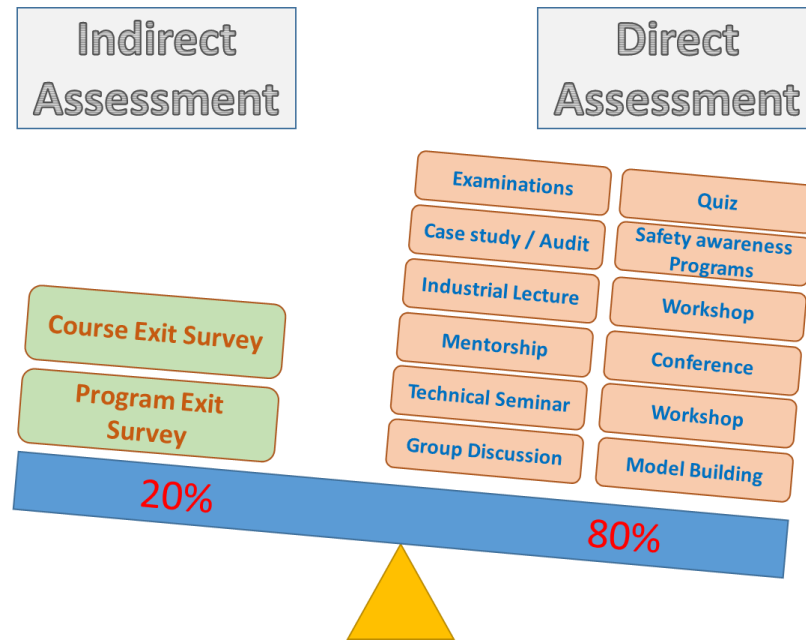 Indirect
Assessment
Direct
Assessment
Course Exit Survey
Program Exit
Survey
Examinations
Quiz
Case study / Audit
Safety awareness
Programs
Industrial Lecture
Workshop
Mentorship
Conference
Technical Seminar
Workshop
Group Discussion
Model Building
20%
80%